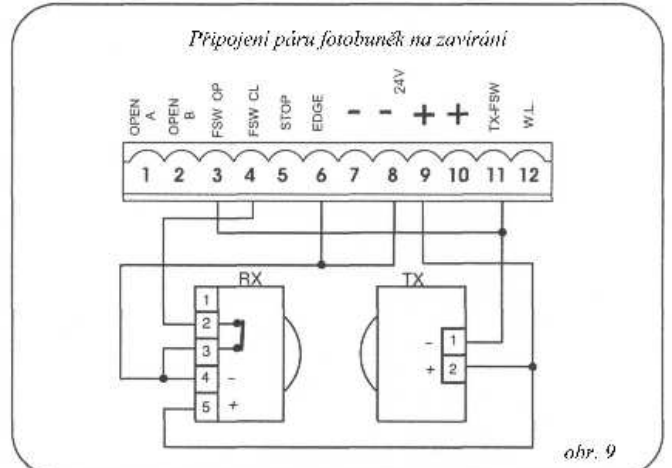 Připojení páru fotobuněk na zavírání
OPEN A
OPEN B
FSW OP
FSW CL
STOP
EDGE
-
-
24V
+
+
TX-FSW
W.L.
1 2 3 4 5 6 7 8 9 10 11 12
RX
TX
1
2
3
4 -
5 +
- 1
+ 2
obr. 9